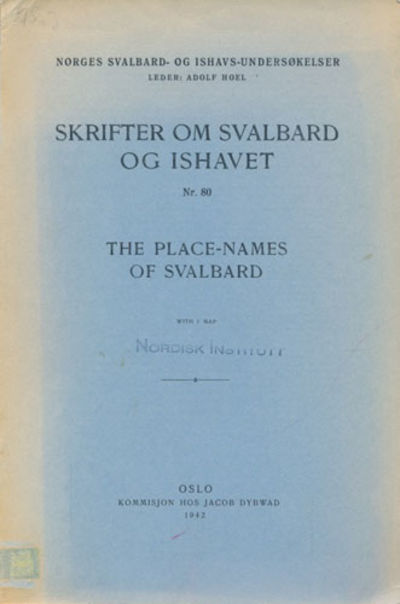 NORGES SVALBARD- OG ISHAVS-UNDERSØKELSER
LEDER: ADOLF HOEL
SKRIFTER OM SVALBARD
OG ISHAVET
Nr. 80
THE PLACE-NAMES
OF SVALBARD
WITH 1 MAP
NORDISK INSTITUTT
OSLO
KOMMISJON HOS JACOB DYBWAD
1942